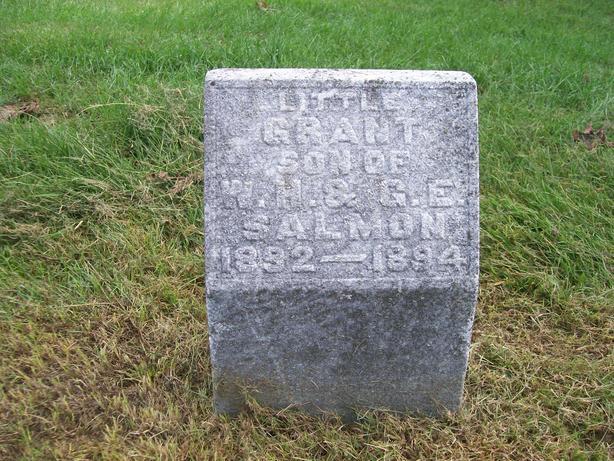 LITTLE
GRANT
SON OF
W. H. & G. E.
SALMON
1892 — 1894